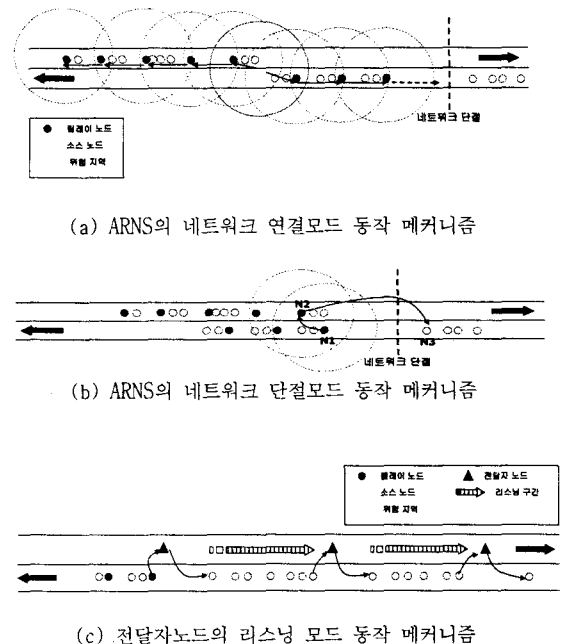 네트워크 단절
릴레이 노드
소스 노드
위험 지역
(a) ARNS의 네트워크 연결모드 동작 메커니즘
N2
N1
N3
네트워크 단절
(b) ARNS의 네트워크 단절모드 동작 메커니즘
릴레이 노드
전달자 노드
소스 노드
리스닝 구간
위험 지역
(c) 전달자노드의 리스닝 모드 동작 메커니즘